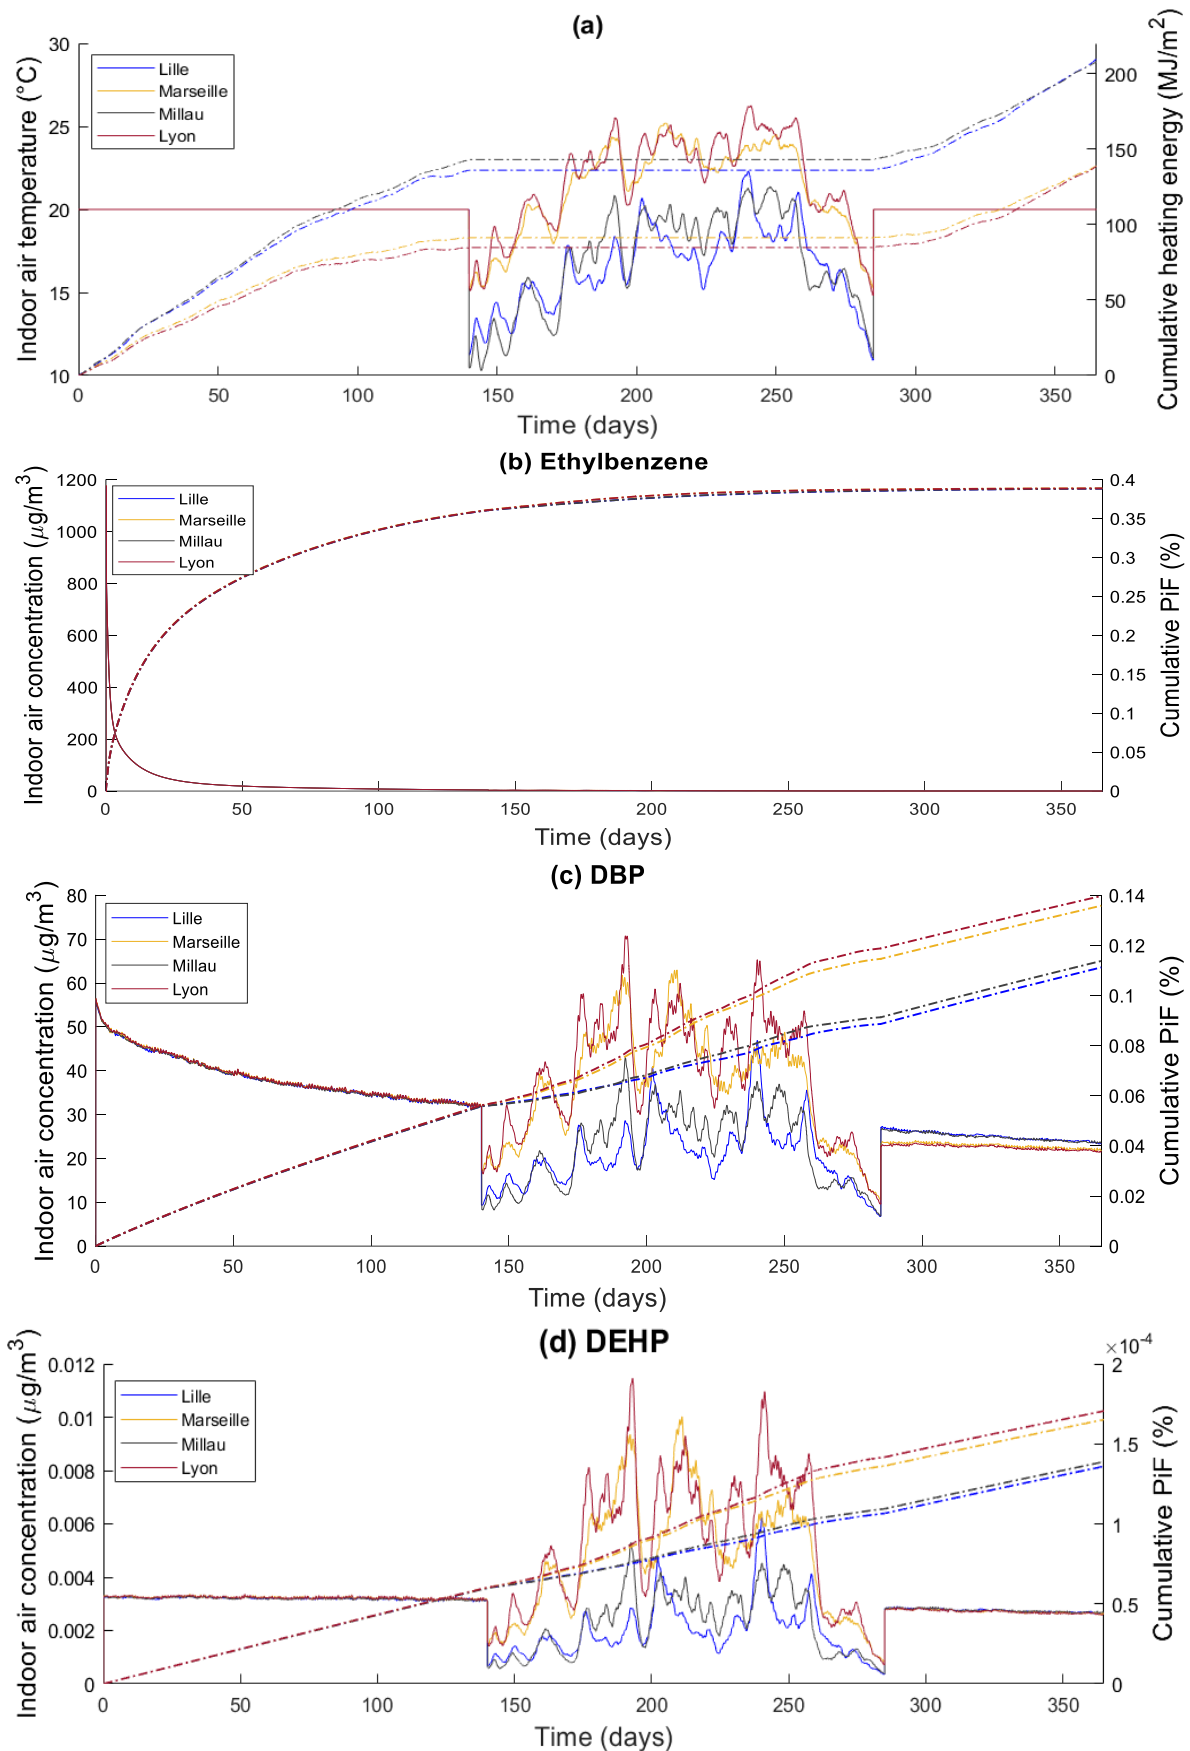 (a)
Indoor air temperature (°C)
Cumulative heating energy (MJ/m²)
30
25
20
15
10
200
150
100
50
0
Lille
Marseille
Millau
Lyon
0 50 100 150 200 250 300 350
Time (days)
(b) Ethylbenzene
Indoor air concentration (μg/m³)
Cumulative PiF (%)
1200
1000
800
600
400
200
0
0.4
0.35
0.3
0.25
0.2
0.15
0.1
0.05
0
Lille
Marseille
Millau
Lyon
0 50 100 150 200 250 300 350
Time (days)
(c) DBP
Indoor air concentration (μg/m³)
Cumulative PiF (%)
80
70
60
50
40
30
20
10
0
0.14
0.12
0.1
0.08
0.06
0.04
0.02
0
Lille
Marseille
Millau
Lyon
0 50 100 150 200 250 300 350
Time (days)
(d) DEHP
Indoor air concentration (μg/m³)
Cumulative PiF (%)
×10⁻⁴
0.012
0.01
0.008
0.006
0.004
0.002
0
2
1.5
1
0.5
0
Lille
Marseille
Millau
Lyon
0 50 100 150 200 250 300 350
Time (days)